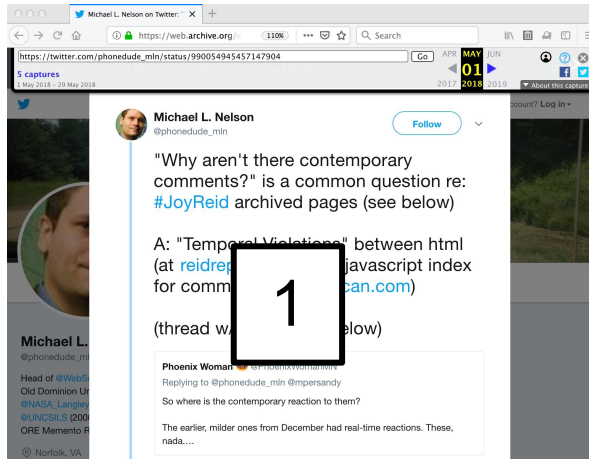 Michael L. Nelson on Twitter: "
https://web.archive.org/
110%
Search
https://twitter.com/phonedude_mln/status/990054945457147904
Go
APR MAY JUN
5 captures
01
1 May 2018 – 29 May 2018
2017 2018 2019
About this capture
account? Log in
Michael L. Nelson
@phonedude_mln
Follow
"Why aren't there contemporary
comments?" is a common question re:
#JoyReid archived pages (see below)
A: "Temporal Violations" between html
(at javascript index
for can.com)
(thread
1
Michael L.
Head of
Old Dominion
@NASA_Langley
@UNCSILS
ORE Memento
Norfolk, VA
Phoenix Woman @PhoenixWomanMN
Replying to @phonedude_mln @mpersandy
So where is the contemporary reaction to them?
The earlier, milder ones from December had real-time reactions. These,
nada....